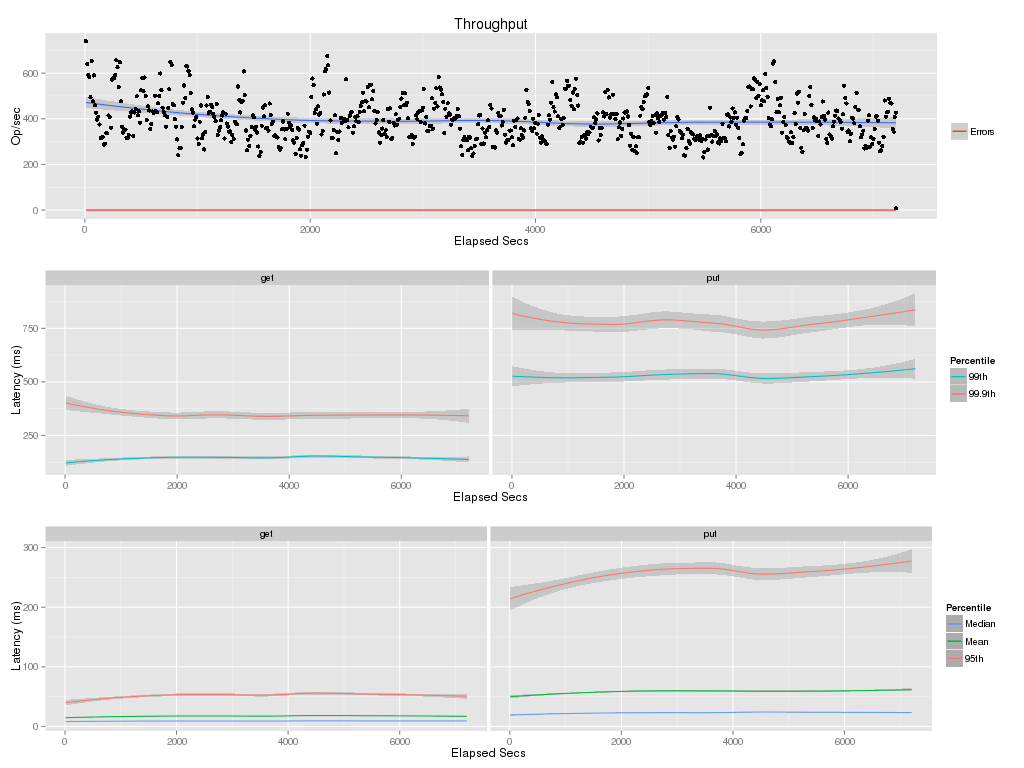 Throughput
600
400
200
0
Op/sec
0 2000 4000 6000
Elapsed Secs
Errors
get put
750
500
250
Latency (ms)
0 2000 4000 6000 0 2000 4000 6000
Elapsed Secs
Percentile
99th
99.9th
get put
300
200
100
0
Latency (ms)
0 2000 4000 6000 0 2000 4000 6000
Elapsed Secs
Percentile
Median
Mean
95th